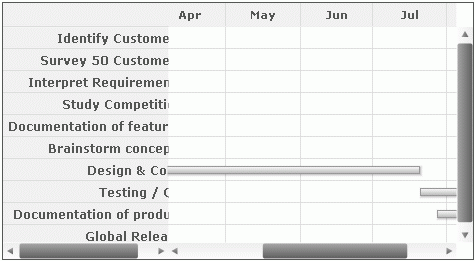 Apr May Jun Jul
Identify Custome
Survey 50 Custome
Interpret Requiremen
Study Competiti
Documentation of featur
Brainstorm concep
Design & Co
Testing / Q
Documentation of produ
Global Relea